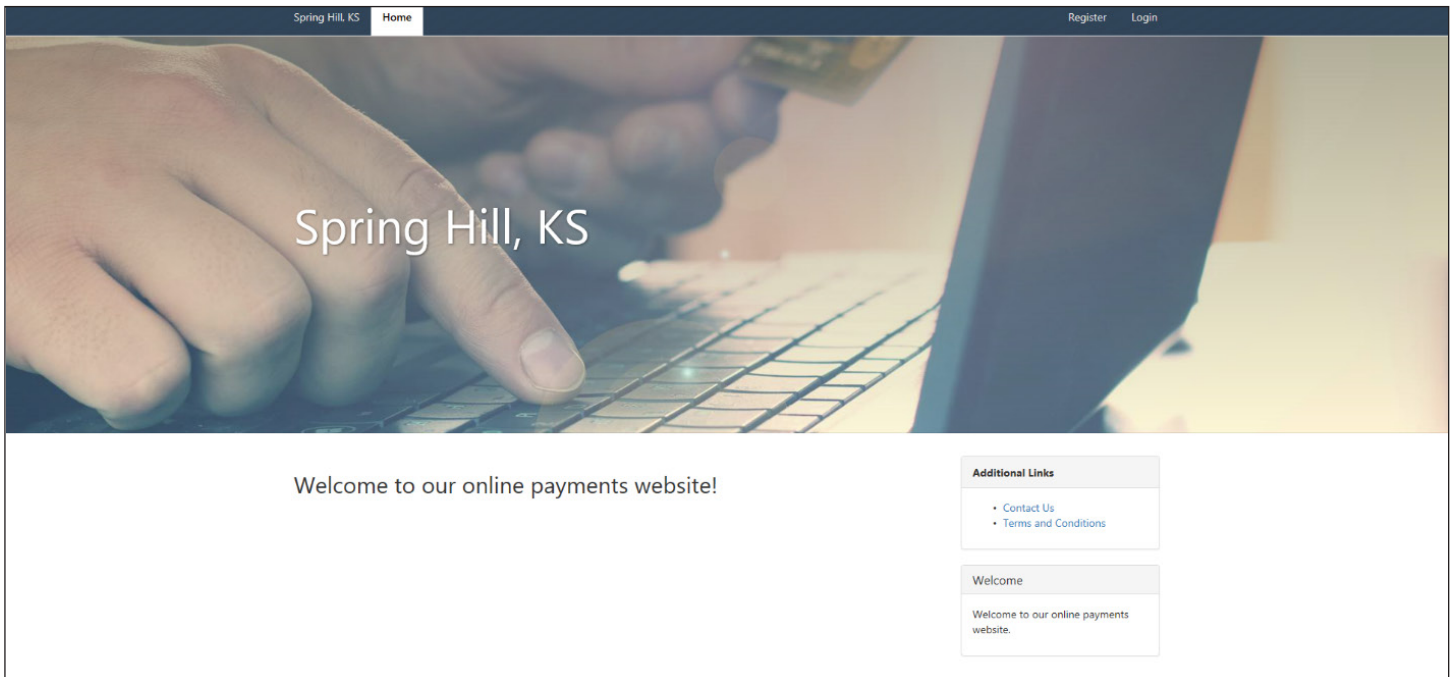 Spring Hill, KS Home Register Login
Spring Hill, KS
Welcome to our online payments website!
Additional Links
• Contact Us
• Terms and Conditions
Welcome
Welcome to our online payments
website.